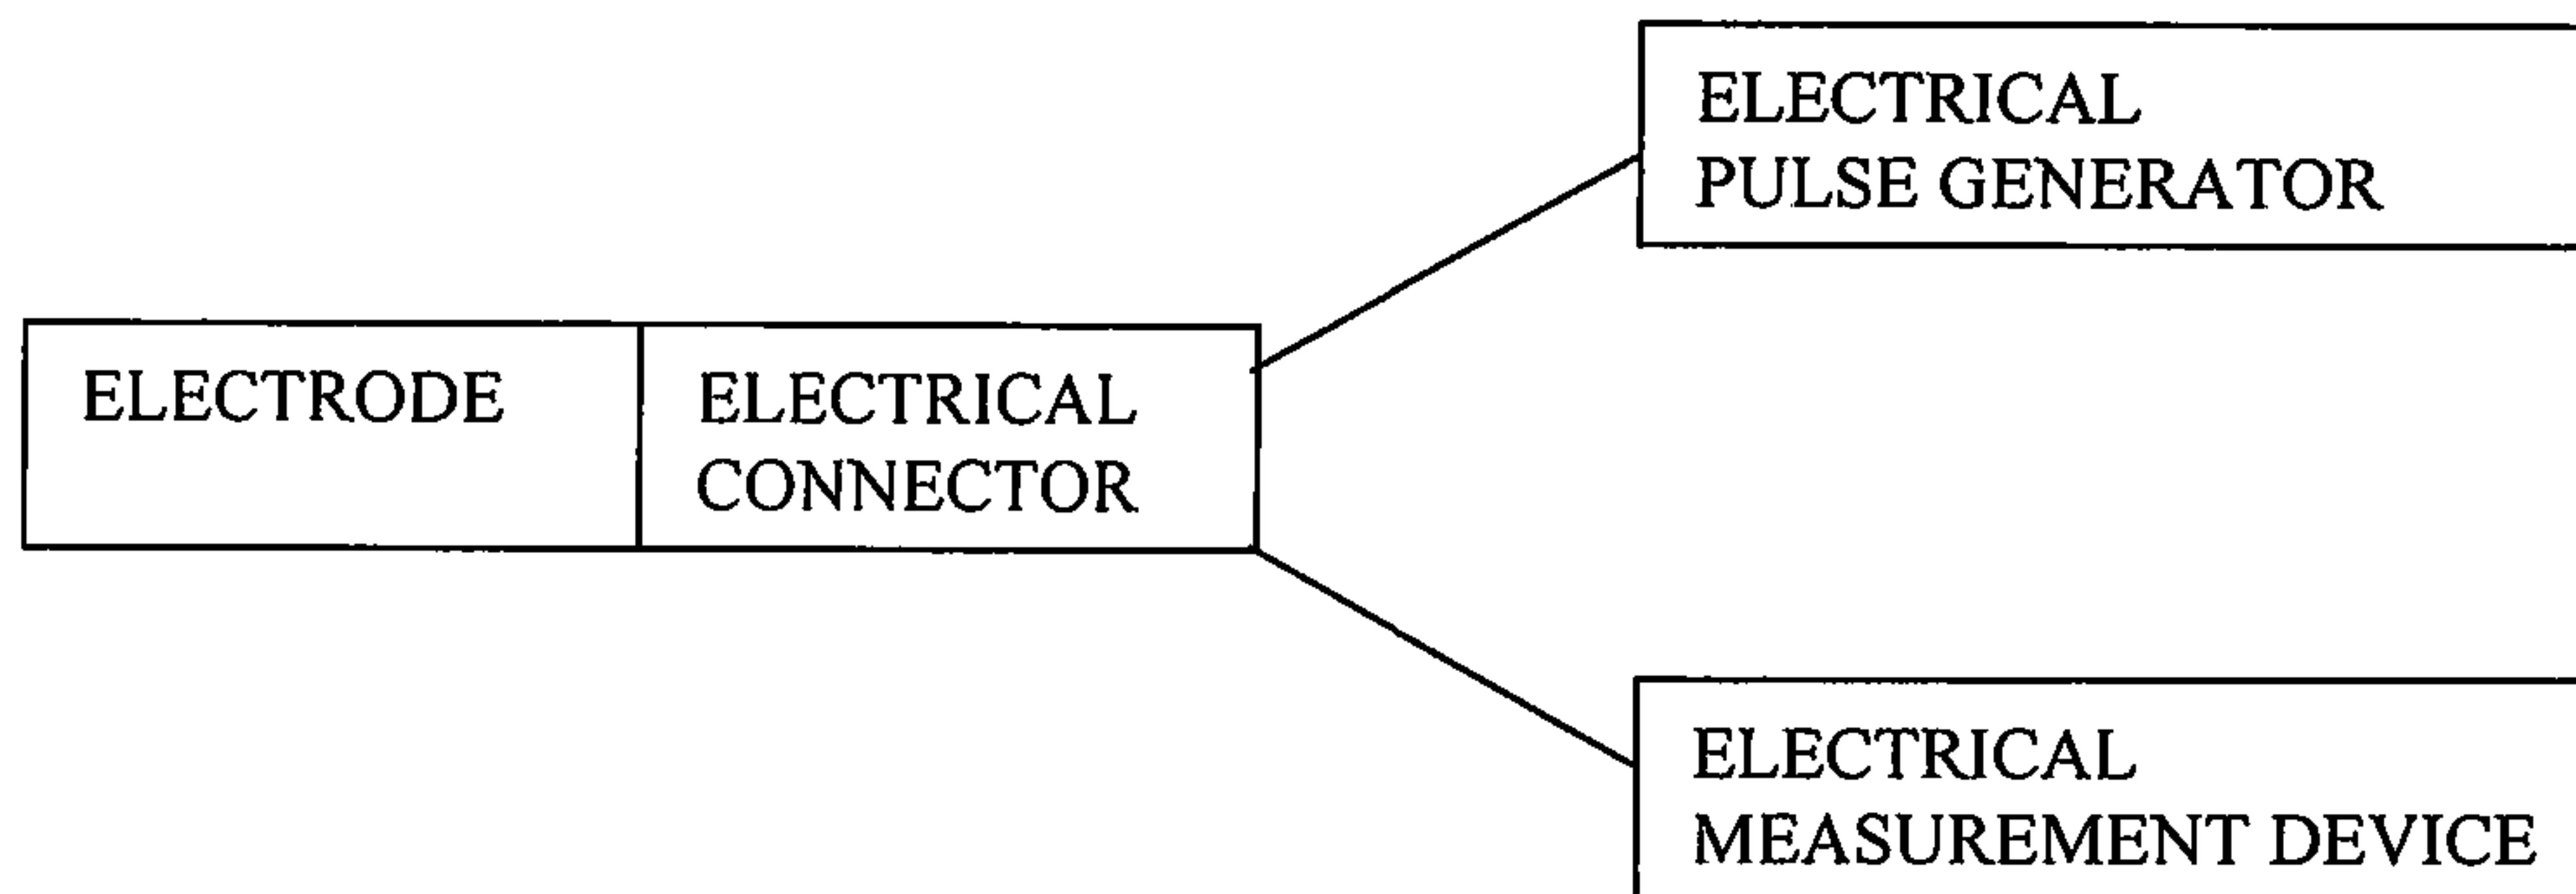 ELECTRICAL
PULSE GENERATOR
ELECTRODE
ELECTRICAL
CONNECTOR
ELECTRICAL
MEASUREMENT DEVICE